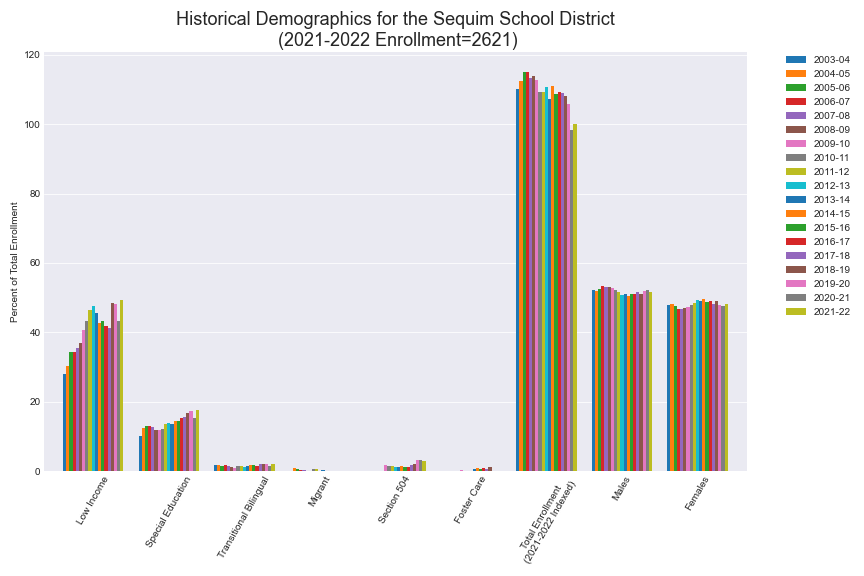 Historical Demographics for the Sequim School District
(2021-2022 Enrollment=2621)
120
100
80
60
40
20
0
Percent of Total Enrollment
Low Income
Special Education
Transitional Bilingual
Migrant
Section 504
Foster Care
Total Enrollment
(2021-2022 Indexed)
Males
Females
2003-04
2004-05
2005-06
2006-07
2007-08
2008-09
2009-10
2010-11
2011-12
2012-13
2013-14
2014-15
2015-16
2016-17
2017-18
2018-19
2019-20
2020-21
2021-22